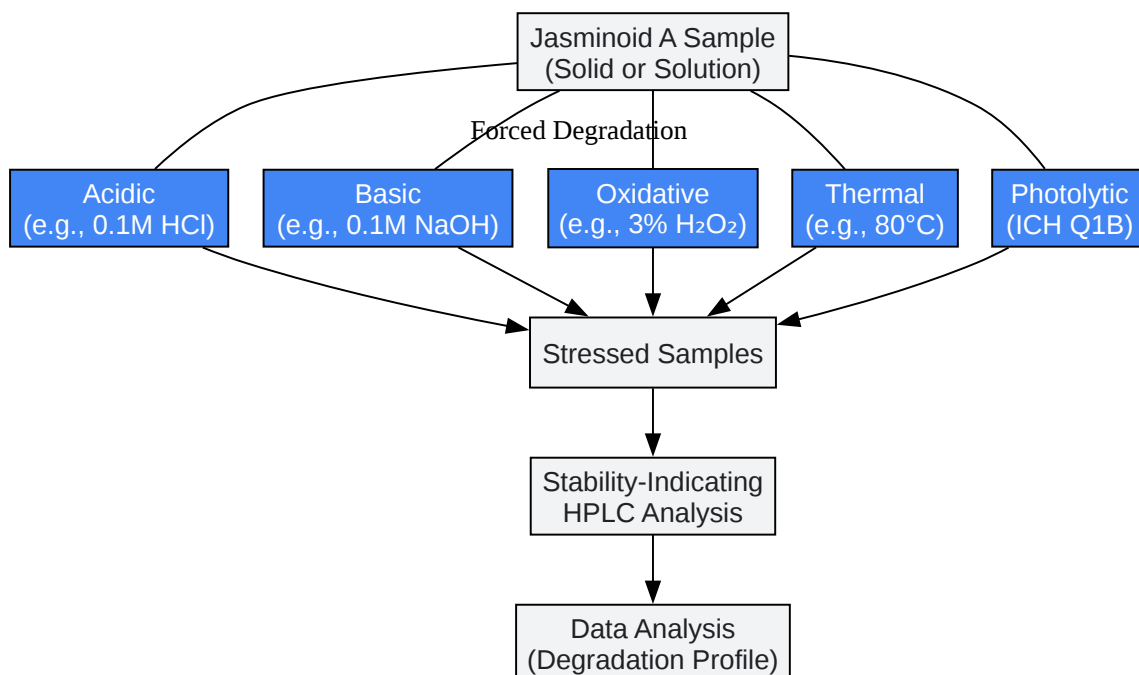 Jasminoid A Sample
(Solid or Solution)
Forced Degradation
Acidic
(e.g., 0.1M HCl)
Basic
(e.g., 0.1M NaOH)
Oxidative
(e.g., 3% H₂O₂)
Thermal
(e.g., 80°C)
Photolytic
(ICH Q1B)
Stressed Samples
Stability-Indicating
HPLC Analysis
Data Analysis
(Degradation Profile)